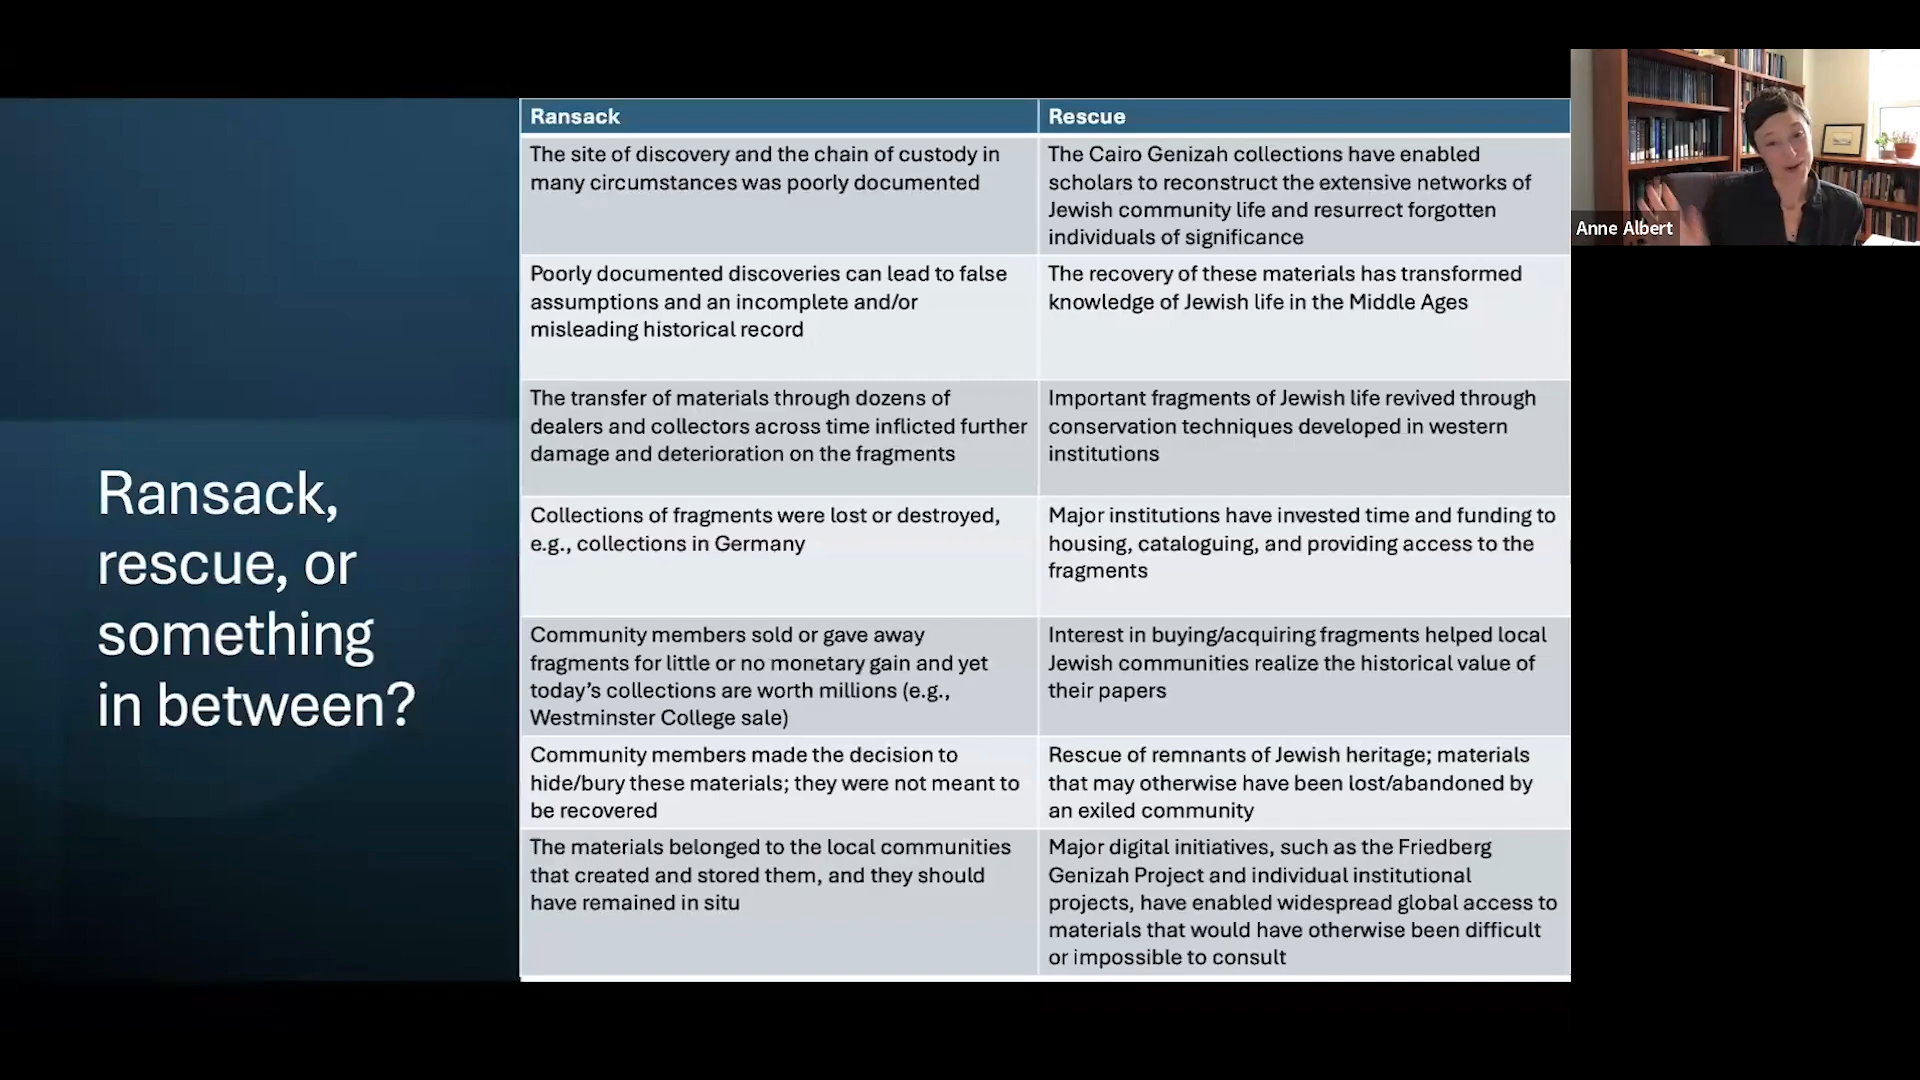 Ransack,
rescue, or
something
in between?
Ransack
Rescue
The site of discovery and the chain of custody in
many circumstances was poorly documented
The Cairo Genizah collections have enabled
scholars to reconstruct the extensive networks of
Jewish community life and resurrect forgotten
individuals of significance
Poorly documented discoveries can lead to false
assumptions and an incomplete and/or
misleading historical record
The recovery of these materials has transformed
knowledge of Jewish life in the Middle Ages
The transfer of materials through dozens of
dealers and collectors across time inflicted further
damage and deterioration on the fragments
Important fragments of Jewish life revived through
conservation techniques developed in western
institutions
Collections of fragments were lost or destroyed,
e.g., collections in Germany
Major institutions have invested time and funding to
housing, cataloguing, and providing access to the
fragments
Community members sold or gave away
fragments for little or no monetary gain and yet
today’s collections are worth millions (e.g.,
Westminster College sale)
Interest in buying/acquiring fragments helped local
Jewish communities realize the historical value of
their papers
Community members made the decision to
hide/bury these materials; they were not meant to
be recovered
Rescue of remnants of Jewish heritage; materials
that may otherwise have been lost/abandoned by
an exiled community
The materials belonged to the local communities
that created and stored them, and they should
have remained in situ
Major digital initiatives, such as the Friedberg
Genizah Project and individual institutional
projects, have enabled widespread global access to
materials that would have otherwise been difficult
or impossible to consult
Anne Albert